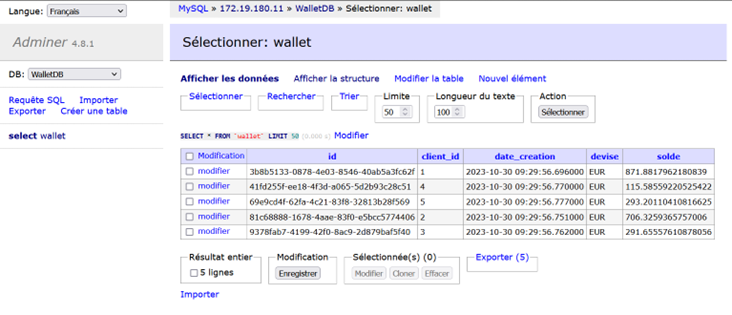 Langue: Français
MySQL » 172.19.180.11 » WalletDB » Sélectionner: wallet
Adminer 4.8.1
Sélectionner: wallet
DB: WalletDB
Requête SQL Importer
Exporter Créer une table
select wallet
Afficher les données Afficher la structure Modifier la table Nouvel élément
Sélectionner Rechercher Trier Limite Longueur du texte Action
50 100 Sélectionner
SELECT * FROM `wallet` LIMIT 50 (0.000 s) Modifier
Modification id client_id date_creation devise solde
modifier 3b8b5133-0878-4e03-8546-40ab5a3fc62f 1 2023-10-30 09:29:56.696000 EUR 871.8817962180839
modifier 41fd255f-ee18-4f3d-a065-5d2b93c28c51 4 2023-10-30 09:29:56.770000 EUR 115.58559220525422
modifier 69e9cd4f-62fa-4c21-83f8-32813b28f569 5 2023-10-30 09:29:56.777000 EUR 293.20110410816625
modifier 81c68888-1678-4aae-83f0-e5bcc5774406 2 2023-10-30 09:29:56.751000 EUR 706.3259365757006
modifier 9378fab7-4199-42f0-8ac9-2d879baf5f40 3 2023-10-30 09:29:56.762000 EUR 291.6557610878056
Résultat entier Modification Sélectionnée(s) (0) Exporter (5)
5 lignes Enregistrer Modifier Cloner Effacer
Importer